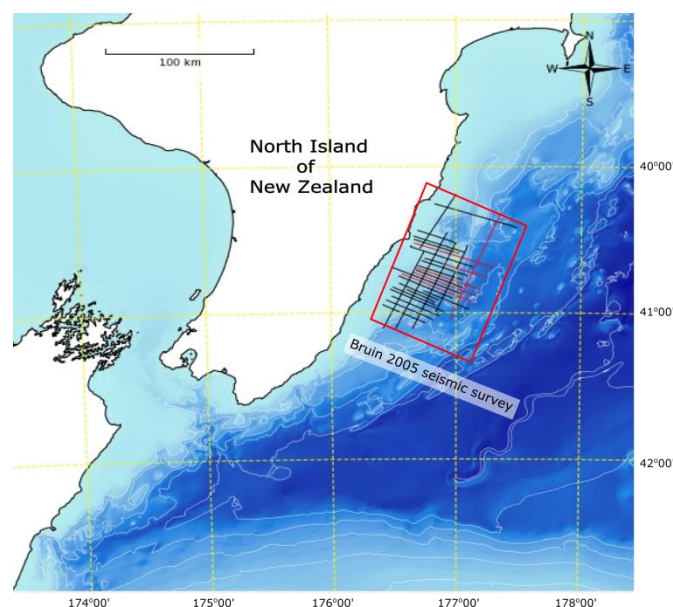 100 km
N
W
E
S
North Island
of
New Zealand
40°00'
41°00'
Bruin 2005 seismic survey
42°00'
174°00'
175°00'
176°00'
177°00'
178°00'